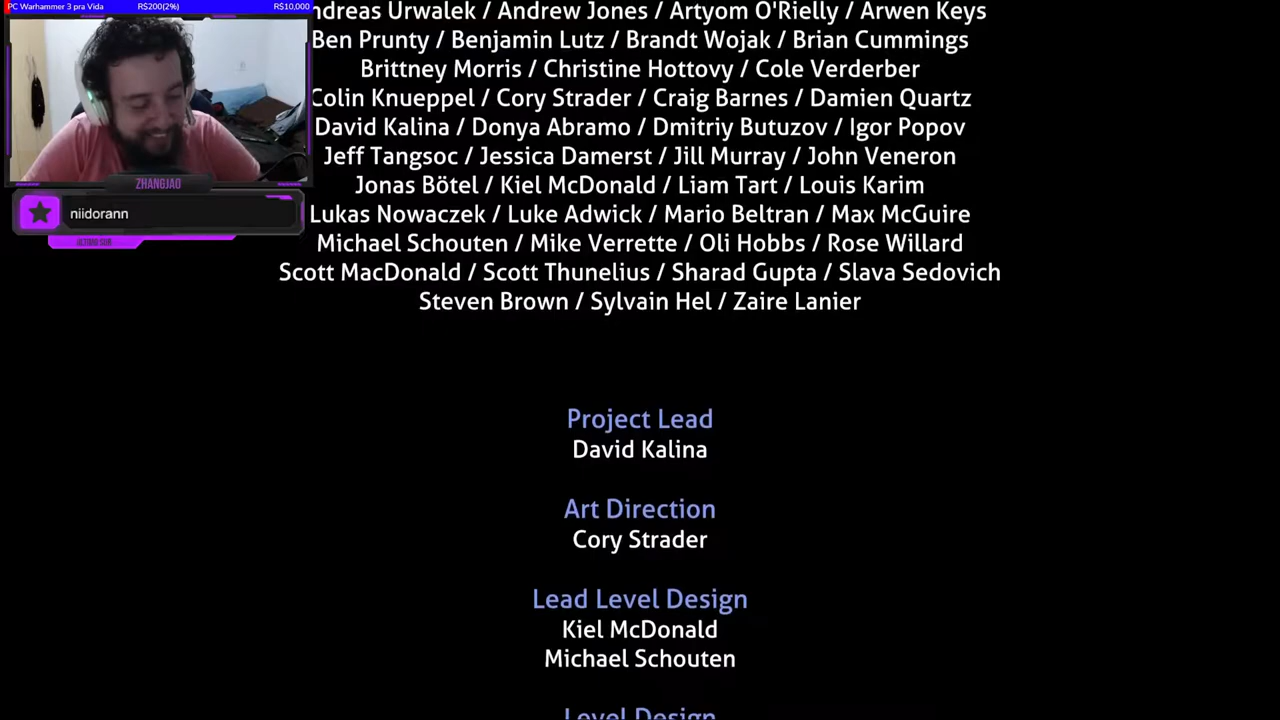 PC Warhammer 3 pra Vida R$200(2%) R$10,000
ZHANGJAO
niidorann
ndreas Urwalek / Andrew Jones / Artyom O'Rielly / Arwen Keys
Ben Prunty / Benjamin Lutz / Brandt Wojak / Brian Cummings
Brittney Morris / Christine Hottovy / Cole Verderber
Colin Knueppel / Cory Strader / Craig Barnes / Damien Quartz
David Kalina / Donya Abramo / Dmitriy Butuzov / Igor Popov
Jeff Tangsoc / Jessica Damerst / Jill Murray / John Veneron
Jonas Bötel / Kiel McDonald / Liam Tart / Louis Karim
Lukas Nowaczek / Luke Adwick / Mario Beltran / Max McGuire
Michael Schouten / Mike Verrette / Oli Hobbs / Rose Willard
Scott MacDonald / Scott Thunelius / Sharad Gupta / Slava Sedovich
Steven Brown / Sylvain Hel / Zaire Lanier
Project Lead
David Kalina
Art Direction
Cory Strader
Lead Level Design
Kiel McDonald
Michael Schouten
Level Design